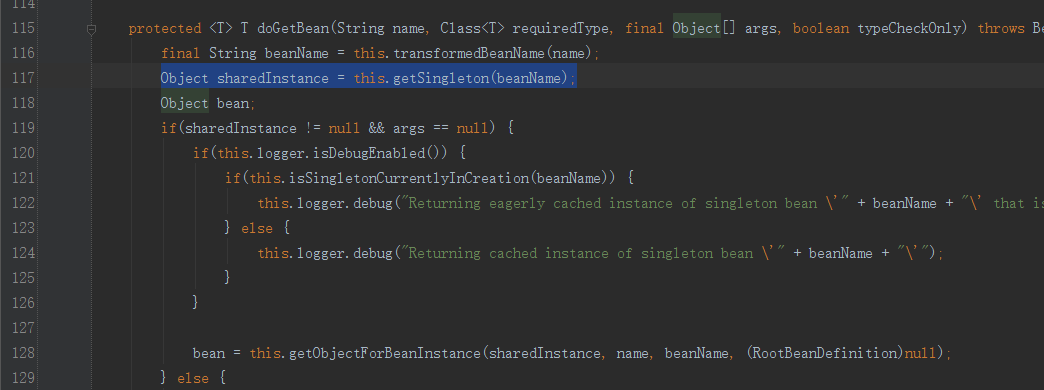 114
115 protected <T> T doGetBean(String name, Class<T> requiredType, final Object[] args, boolean typeCheckOnly) throws Be
116 final String beanName = this.transformedBeanName(name);
117 Object sharedInstance = this.getSingleton(beanName);
118 Object bean;
119 if(sharedInstance != null && args == null) {
120 if(this.logger.isDebugEnabled()) {
121 if(this.isSingletonCurrentlyInCreation(beanName)) {
122 this.logger.debug("Returning eagerly cached instance of singleton bean \'" + beanName + "\' that is
123 } else {
124 this.logger.debug("Returning cached instance of singleton bean \'" + beanName + "\'");
125 }
126 }
127
128 bean = this.getObjectForBeanInstance(sharedInstance, name, beanName, (RootBeanDefinition)null);
129 } else {